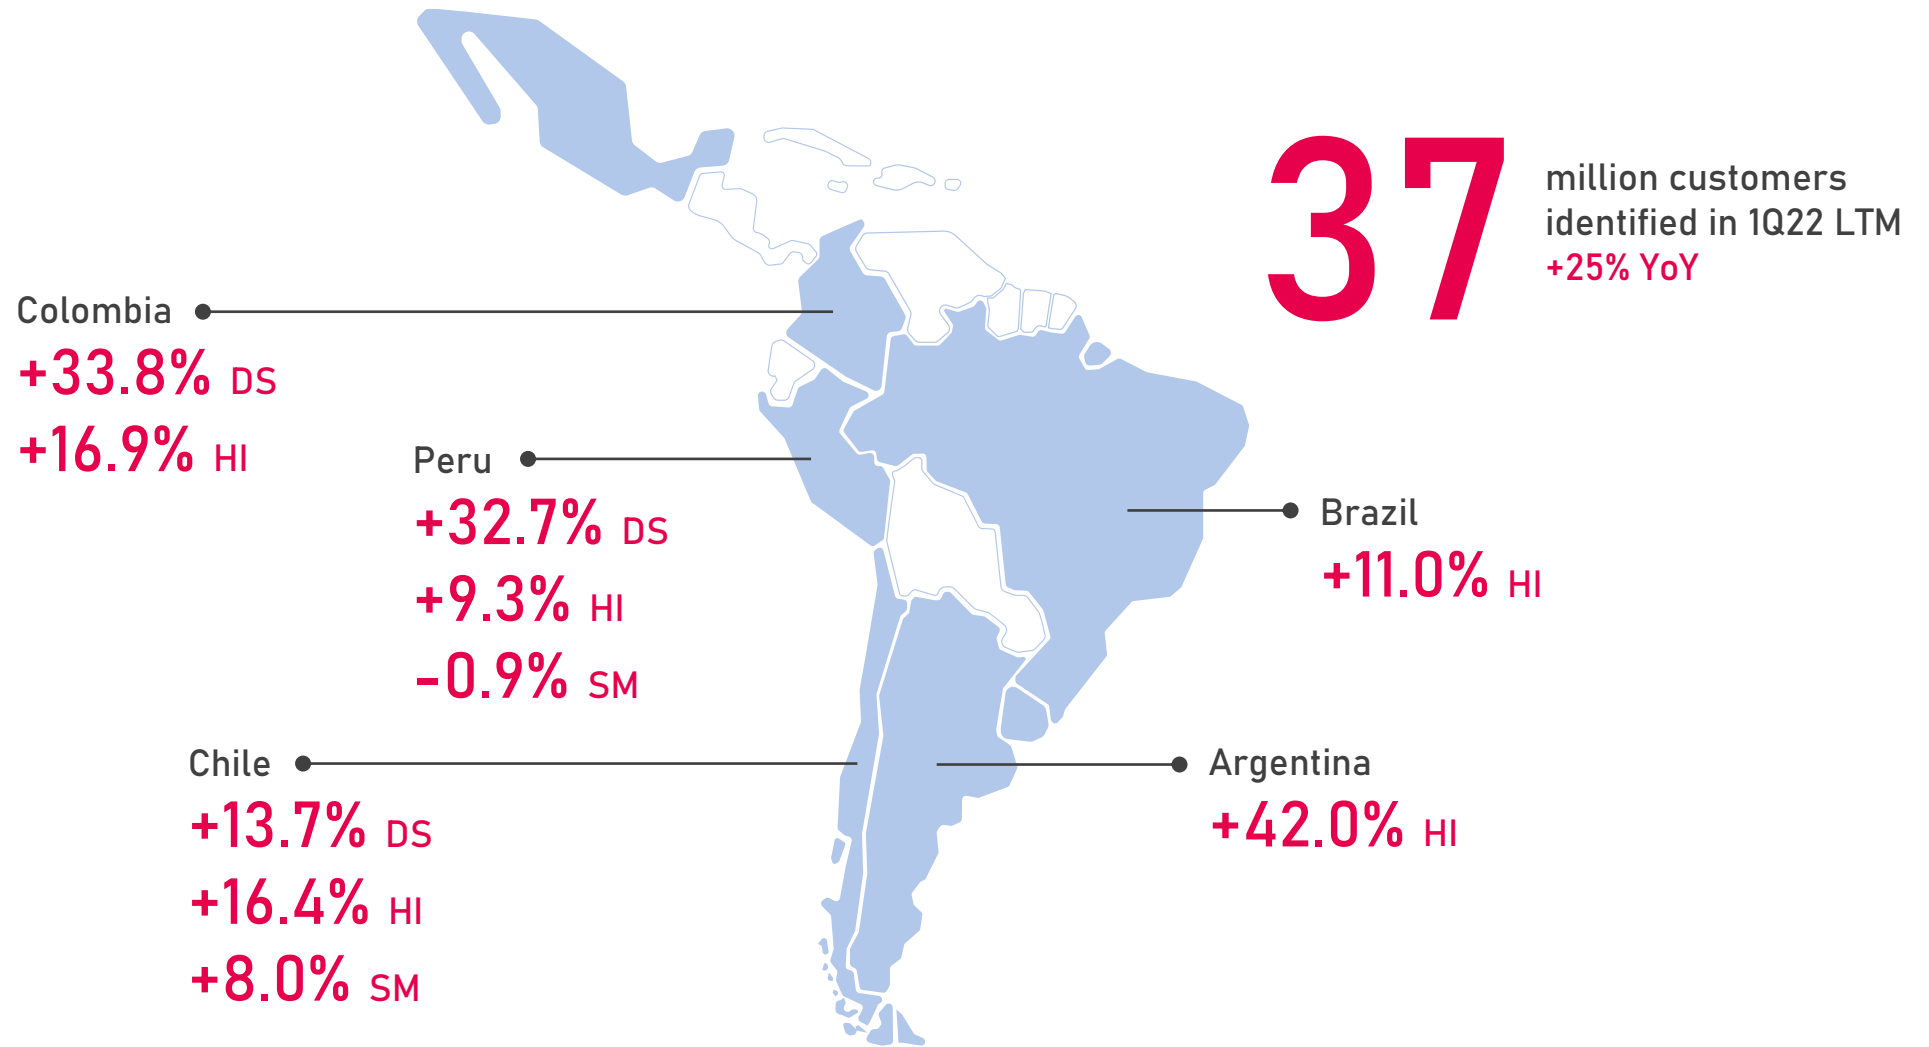 37
million customers
identified in 1Q22 LTM
+25% YoY
Colombia
+33.8% DS
+16.9% HI
Peru
+32.7% DS
+9.3% HI
-0.9% SM
Brazil
+11.0% HI
Chile
+13.7% DS
+16.4% HI
+8.0% SM
Argentina
+42.0% HI